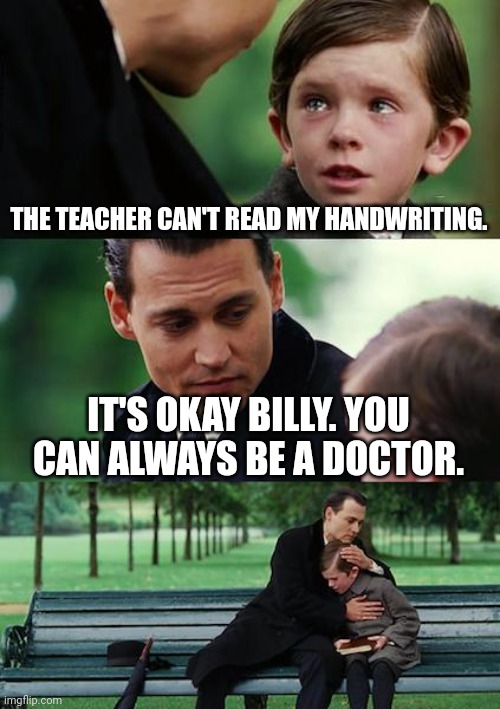 THE TEACHER CAN'T READ MY HANDWRITING.
IT'S OKAY BILLY. YOU
CAN ALWAYS BE A DOCTOR.
imgflip.com